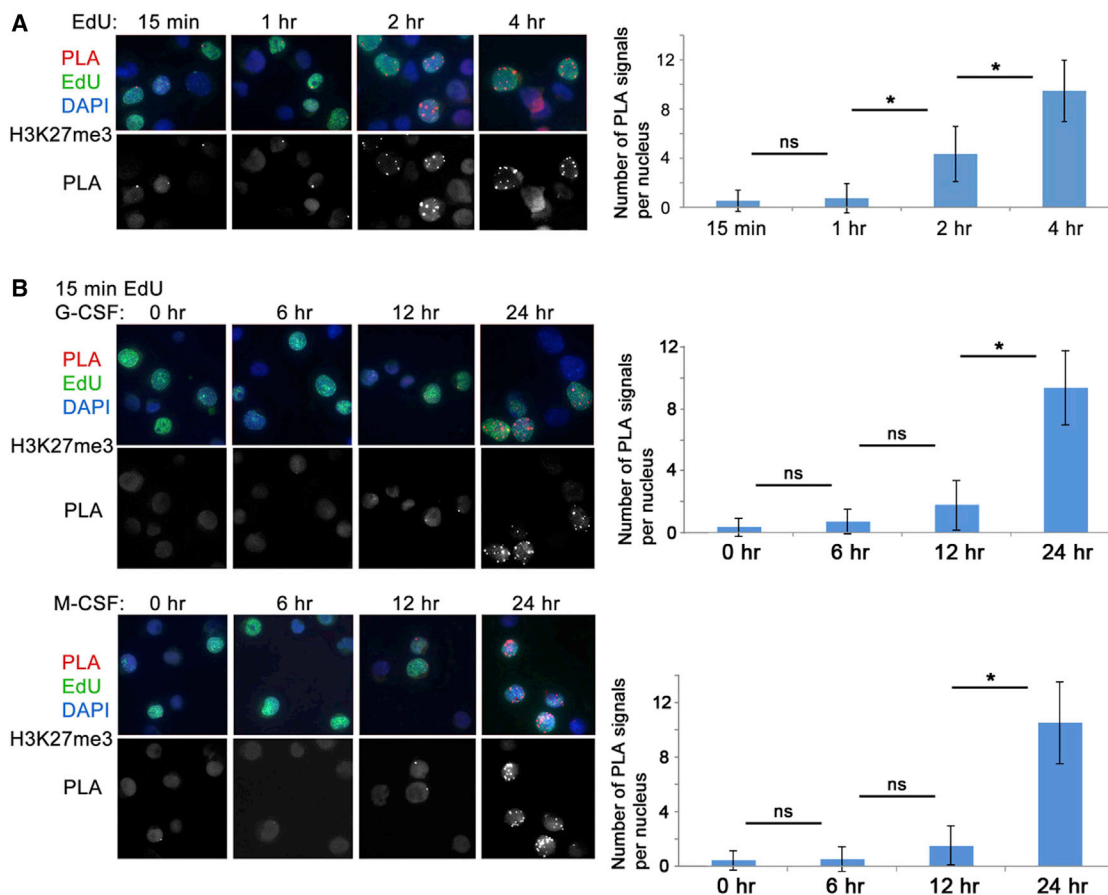 A
EdU: 15 min 1 hr 2 hr 4 hr
PLA
EdU
DAPI
H3K27me3
PLA
Number of PLA signals
per nucleus
12
8
4
0
ns
*
*
15 min 1 hr 2 hr 4 hr
B
15 min EdU
G-CSF: 0 hr 6 hr 12 hr 24 hr
PLA
EdU
DAPI
H3K27me3
PLA
Number of PLA signals
per nucleus
12
8
4
0
ns
ns
*
0 hr 6 hr 12 hr 24 hr
M-CSF: 0 hr 6 hr 12 hr 24 hr
PLA
EdU
DAPI
H3K27me3
PLA
Number of PLA signals
per nucleus
12
8
4
0
ns
ns
*
0 hr 6 hr 12 hr 24 hr